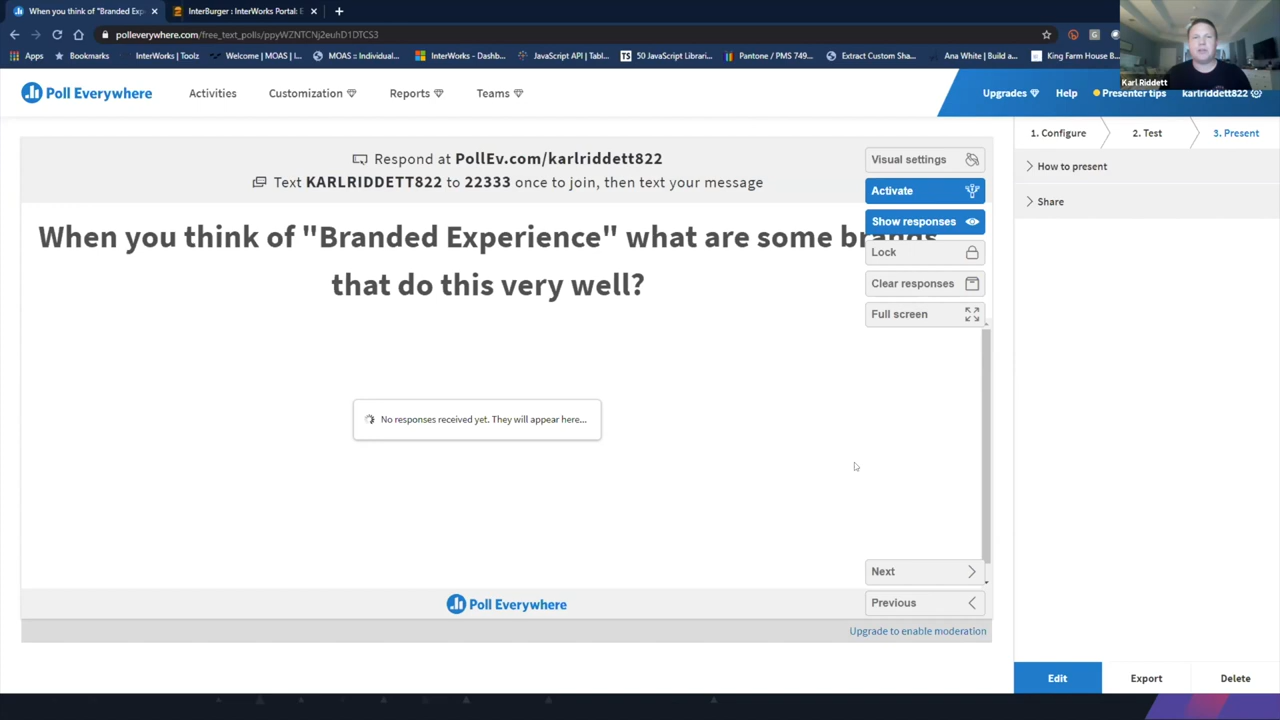 When you think of "Branded Exp
InterBurger : InterWorks Portal: E
polleverywhere.com/free_text_polls/ppyWZNTCNj2euhD1DTCS3
Apps
Bookmarks
InterWorks | Toolz
Welcome | MOAS | I...
MOAS = Individual...
InterWorks - Dashb...
JavaScript API | Tabl...
50 JavaScript Librari...
Pantone / PMS 749...
Extract Custom Sha...
Ana White | Build a...
King Farm House B...
Karl Riddett
Poll Everywhere
Activities
Customization
Reports
Teams
Upgrades
Help
Presenter tips
karlriddett822
1. Configure
2. Test
3. Present
How to present
Share
Respond at PollEv.com/karlriddett822
Text KARLRIDDETT822 to 22333 once to join, then text your message
When you think of "Branded Experience" what are some brands
that do this very well?
Visual settings
Activate
Show responses
Lock
Clear responses
Full screen
No responses received yet. They will appear here...
Next
Previous
Poll Everywhere
Upgrade to enable moderation
Edit
Export
Delete